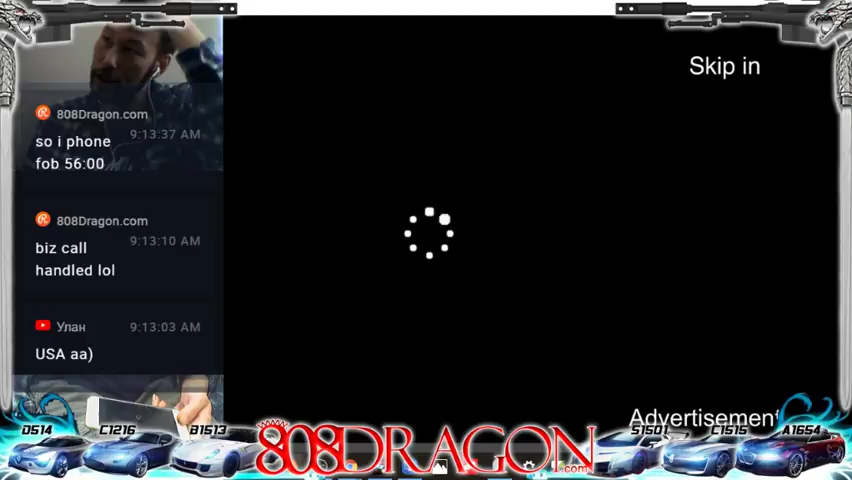 Skip in
808Dragon.com
9:13:37 AM
so i phone
fob 56:00
808Dragon.com
9:13:10 AM
biz call
handled lol
Улан
9:13:03 AM
USA aa)
Advertisement
D514
C1216
B1513
808DRAGON
.com
S1501
C1515
A1654